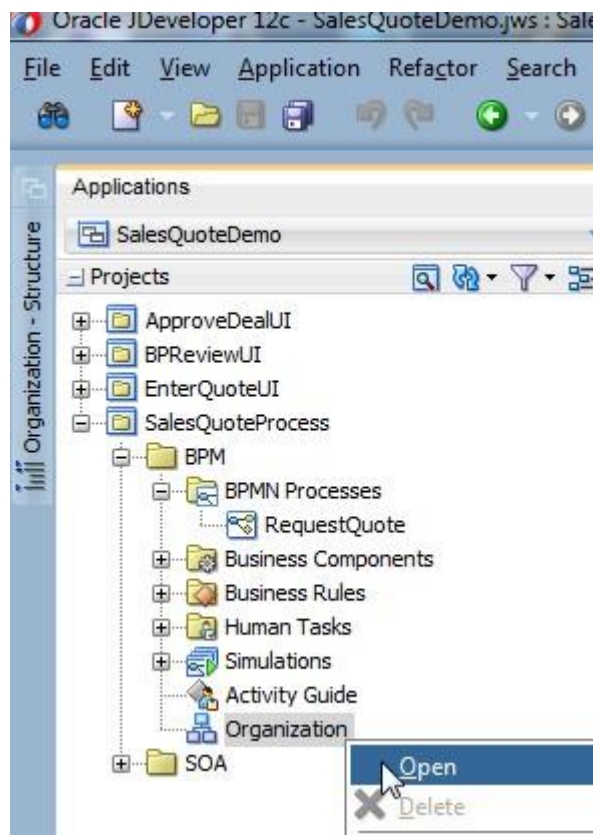 Oracle JDeveloper 12c - SalesQuoteDemo.jws : Sale
File Edit View Application Refactor Search
Applications
SalesQuoteDemo
Projects
Organization - Structure
ApproveDealUI
BPReviewUI
EnterQuoteUI
SalesQuoteProcess
BPM
BPMN Processes
RequestQuote
Business Components
Business Rules
Human Tasks
Simulations
Activity Guide
Organization
SOA
Open
Delete